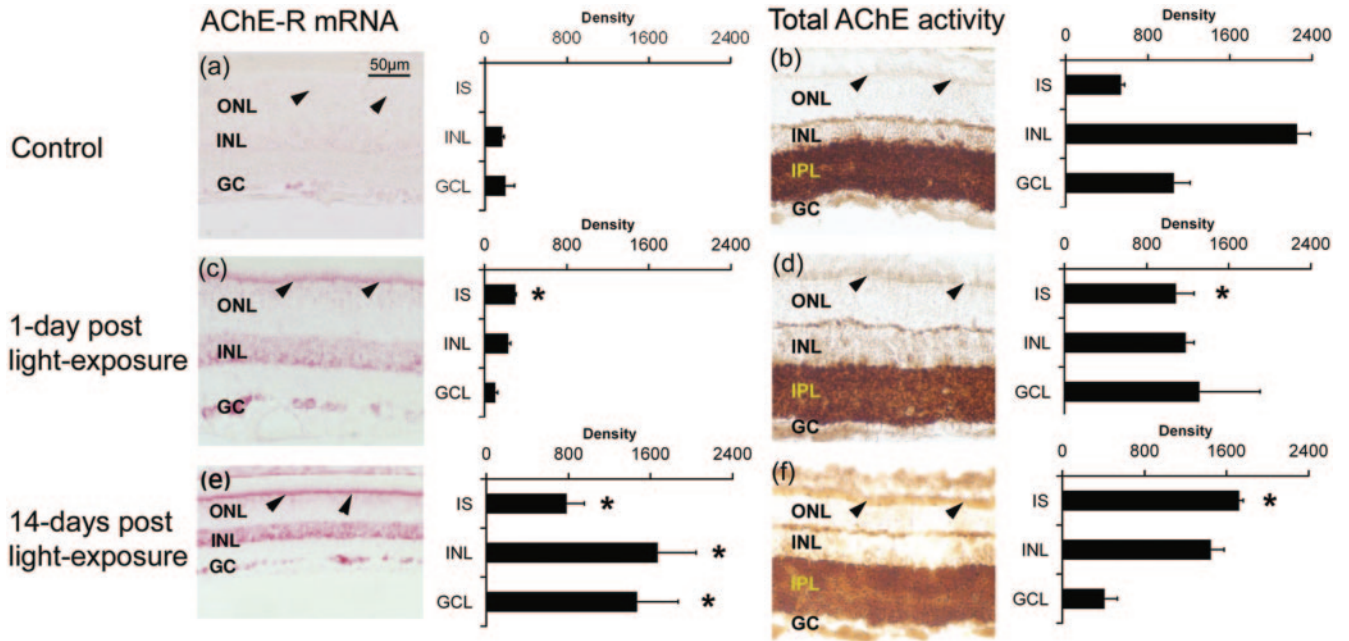 AChE-R mRNA
Density
0 800 1600 2400
Total AChE activity
Density
0 800 1600 2400
Control
(a)
50µm
ONL
INL
GC
IS
INL
GCL
(b)
ONL
INL
IPL
GC
IS
INL
GCL
Density
0 800 1600 2400
Density
0 800 1600 2400
1-day post
light-exposure
(c)
ONL
INL
GC
IS *
INL
GCL
(d)
ONL
INL
IPL
GC
IS *
INL
GCL
Density
0 800 1600 2400
Density
0 800 1600 2400
14-days post
light-exposure
(e)
ONL
INL
GC
IS *
INL *
GCL *
(f)
ONL
INL
IPL
GC
IS *
INL
GCL